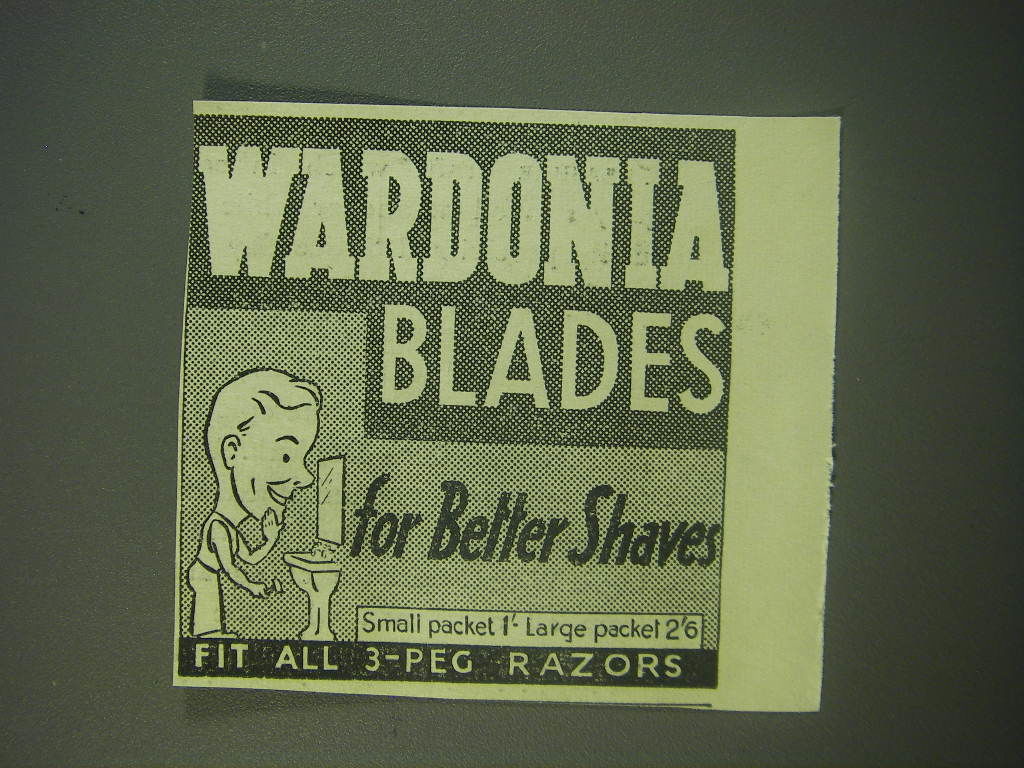 WARDONIA
BLADES
for Better Shaves
Small packet 1'- Large packet 2'6
FIT ALL 3-PEG RAZORS